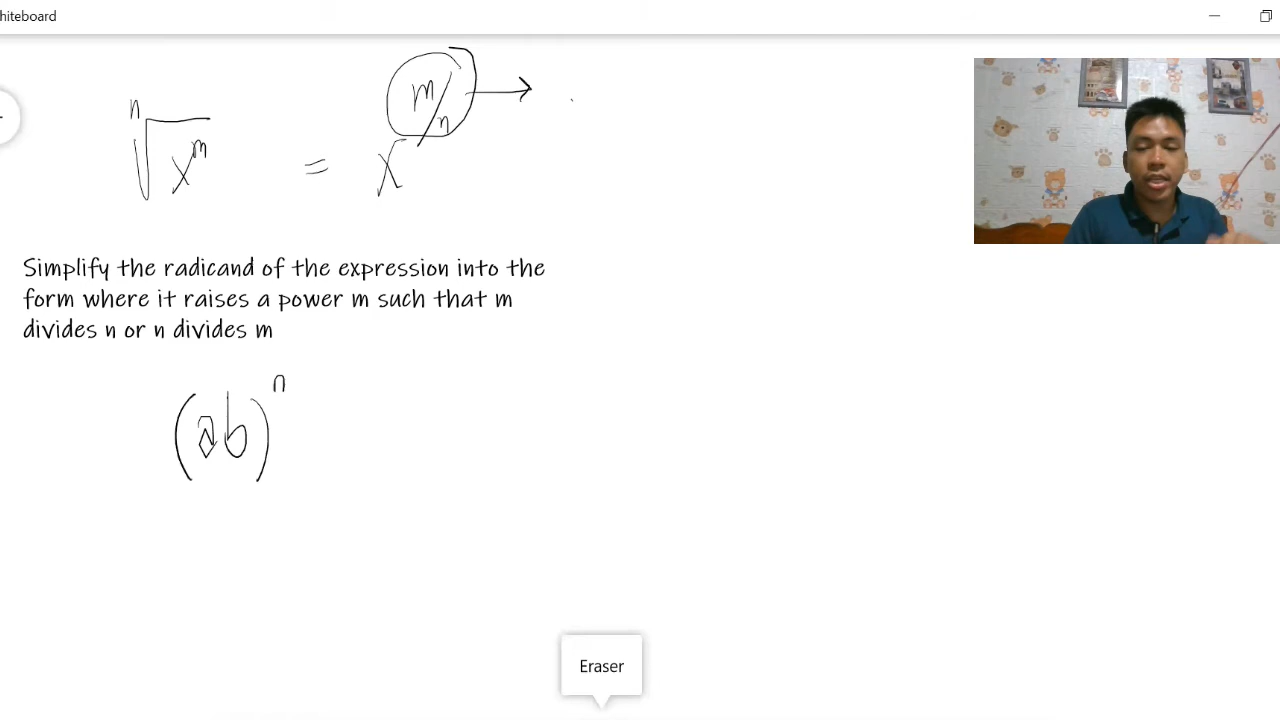 hiteboard
ⁿ√xᵐ = x^(m/n) →
Simplify the radicand of the expression into the
form where it raises a power m such that m
divides n or n divides m
(ab)ⁿ
Eraser